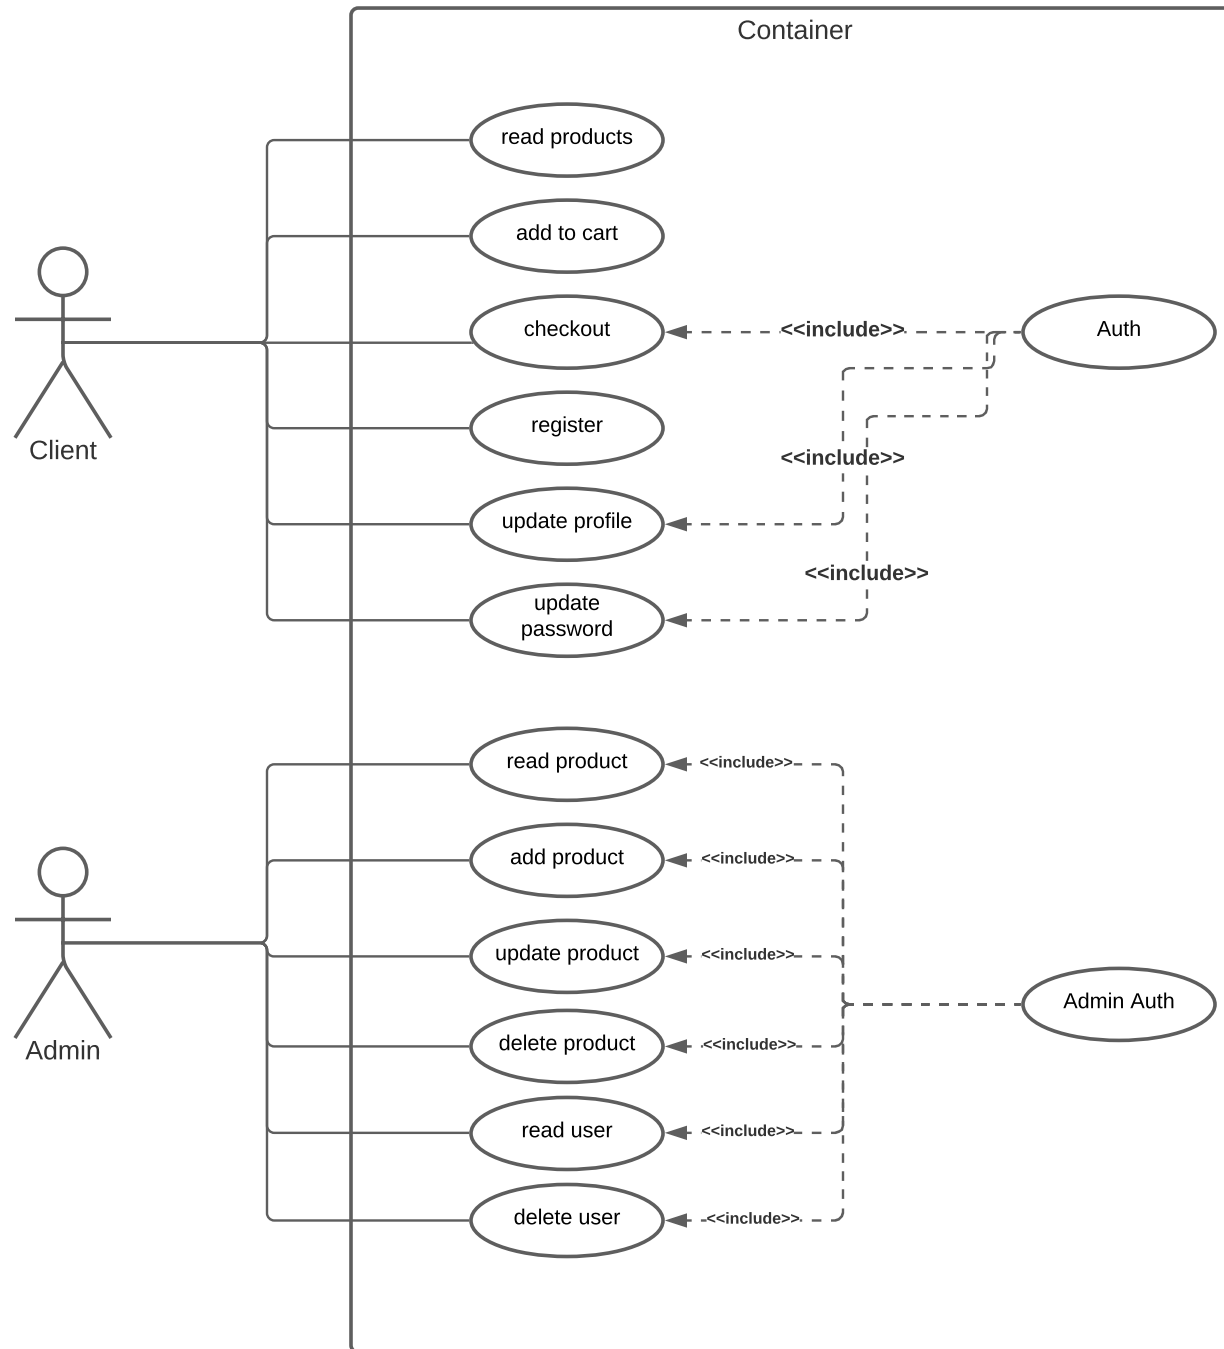 Container
read products
add to cart
checkout
<<include>>
Auth
register
Client
<<include>>
update profile
<<include>>
update
password
read product
<<include>>
add product
<<include>>
update product
<<include>>
Admin Auth
delete product
<<include>>
Admin
read user
<<include>>
delete user
<<include>>